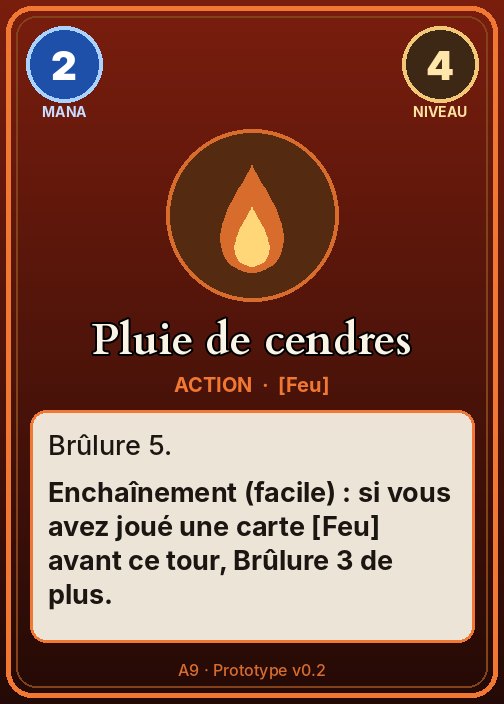 2
4
MANA
NIVEAU
Pluie de cendres
ACTION · [Feu]
Brûlure 5.
Enchaînement (facile) : si vous
avez joué une carte [Feu]
avant ce tour, Brûlure 3 de
plus.
A9 · Prototype v0.2